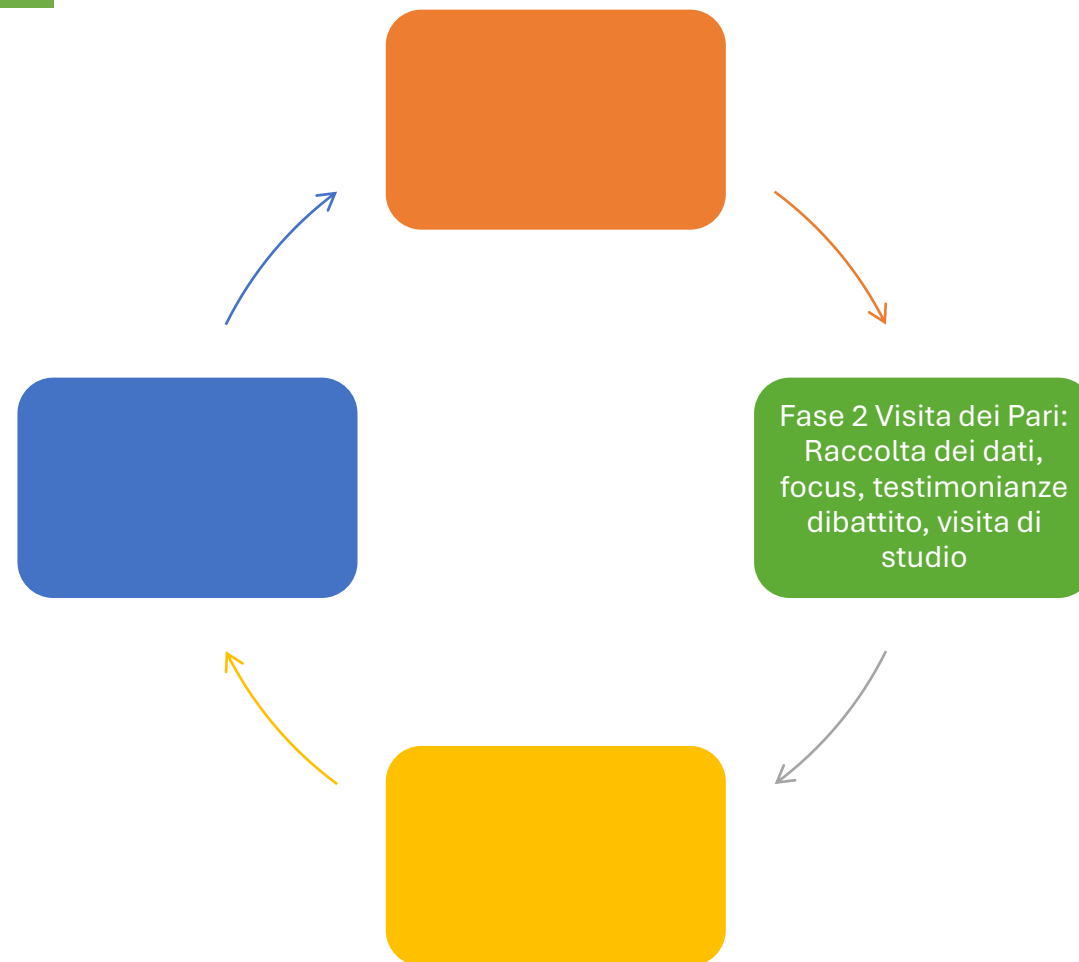 Fase 2 Visita dei Pari:
Raccolta dei dati,
focus, testimonianze
dibattito, visita di
studio